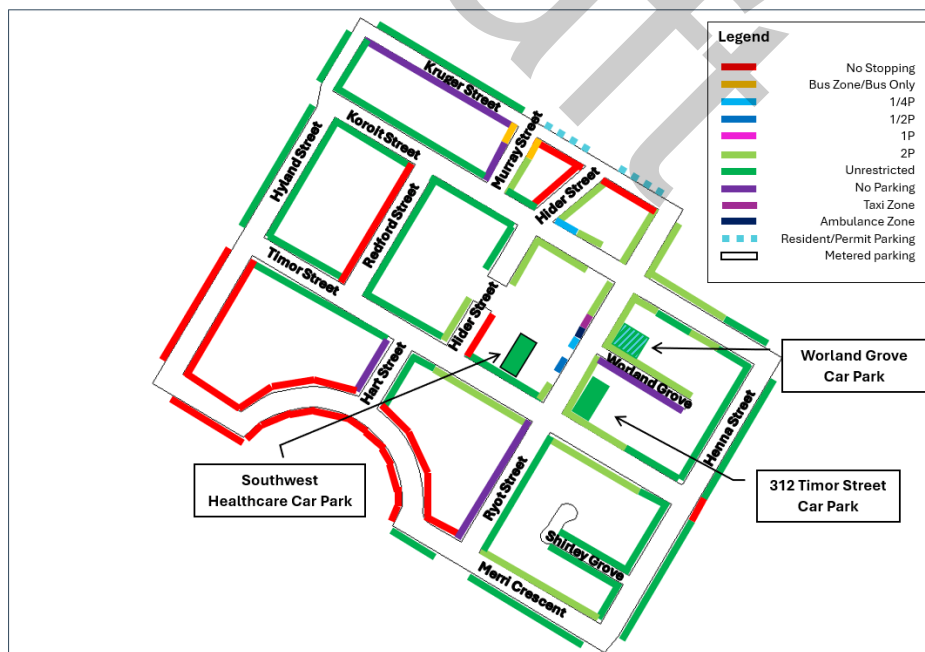 Draft
Legend
No Stopping
Bus Zone/Bus Only
1/4P
1/2P
1P
2P
Unrestricted
No Parking
Taxi Zone
Ambulance Zone
Resident/Permit Parking
Metered parking
Kruger Street
Koroit Street
Murray Street
Hider Street
Hyland Street
Redford Street
Timor Street
Hider Street
Hart Street
Worland Grove
Henna Street
Ryot Street
Shirley Grove
Merri Crescent
Worland Grove
Car Park
312 Timor Street
Car Park
Southwest
Healthcare Car Park